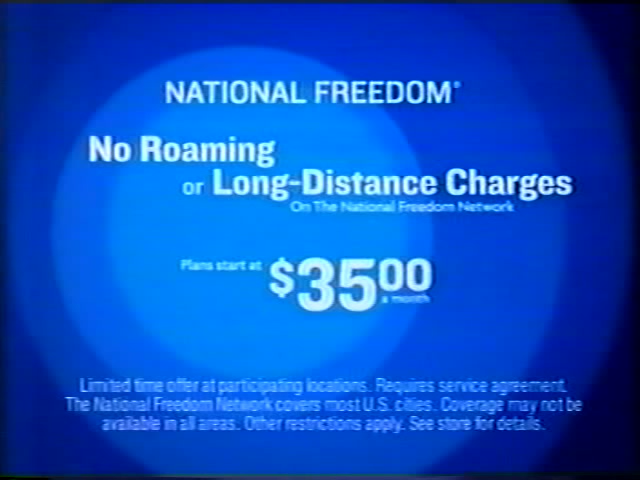 NATIONAL FREEDOM®
No Roaming
or Long-Distance Charges
On The National Freedom Network
Plans start at $3500
a month
Limited time offer at participating locations. Requires service agreement.
The National Freedom Network covers most U.S. cities. Coverage may not be
available in all areas. Other restrictions apply. See store for details.